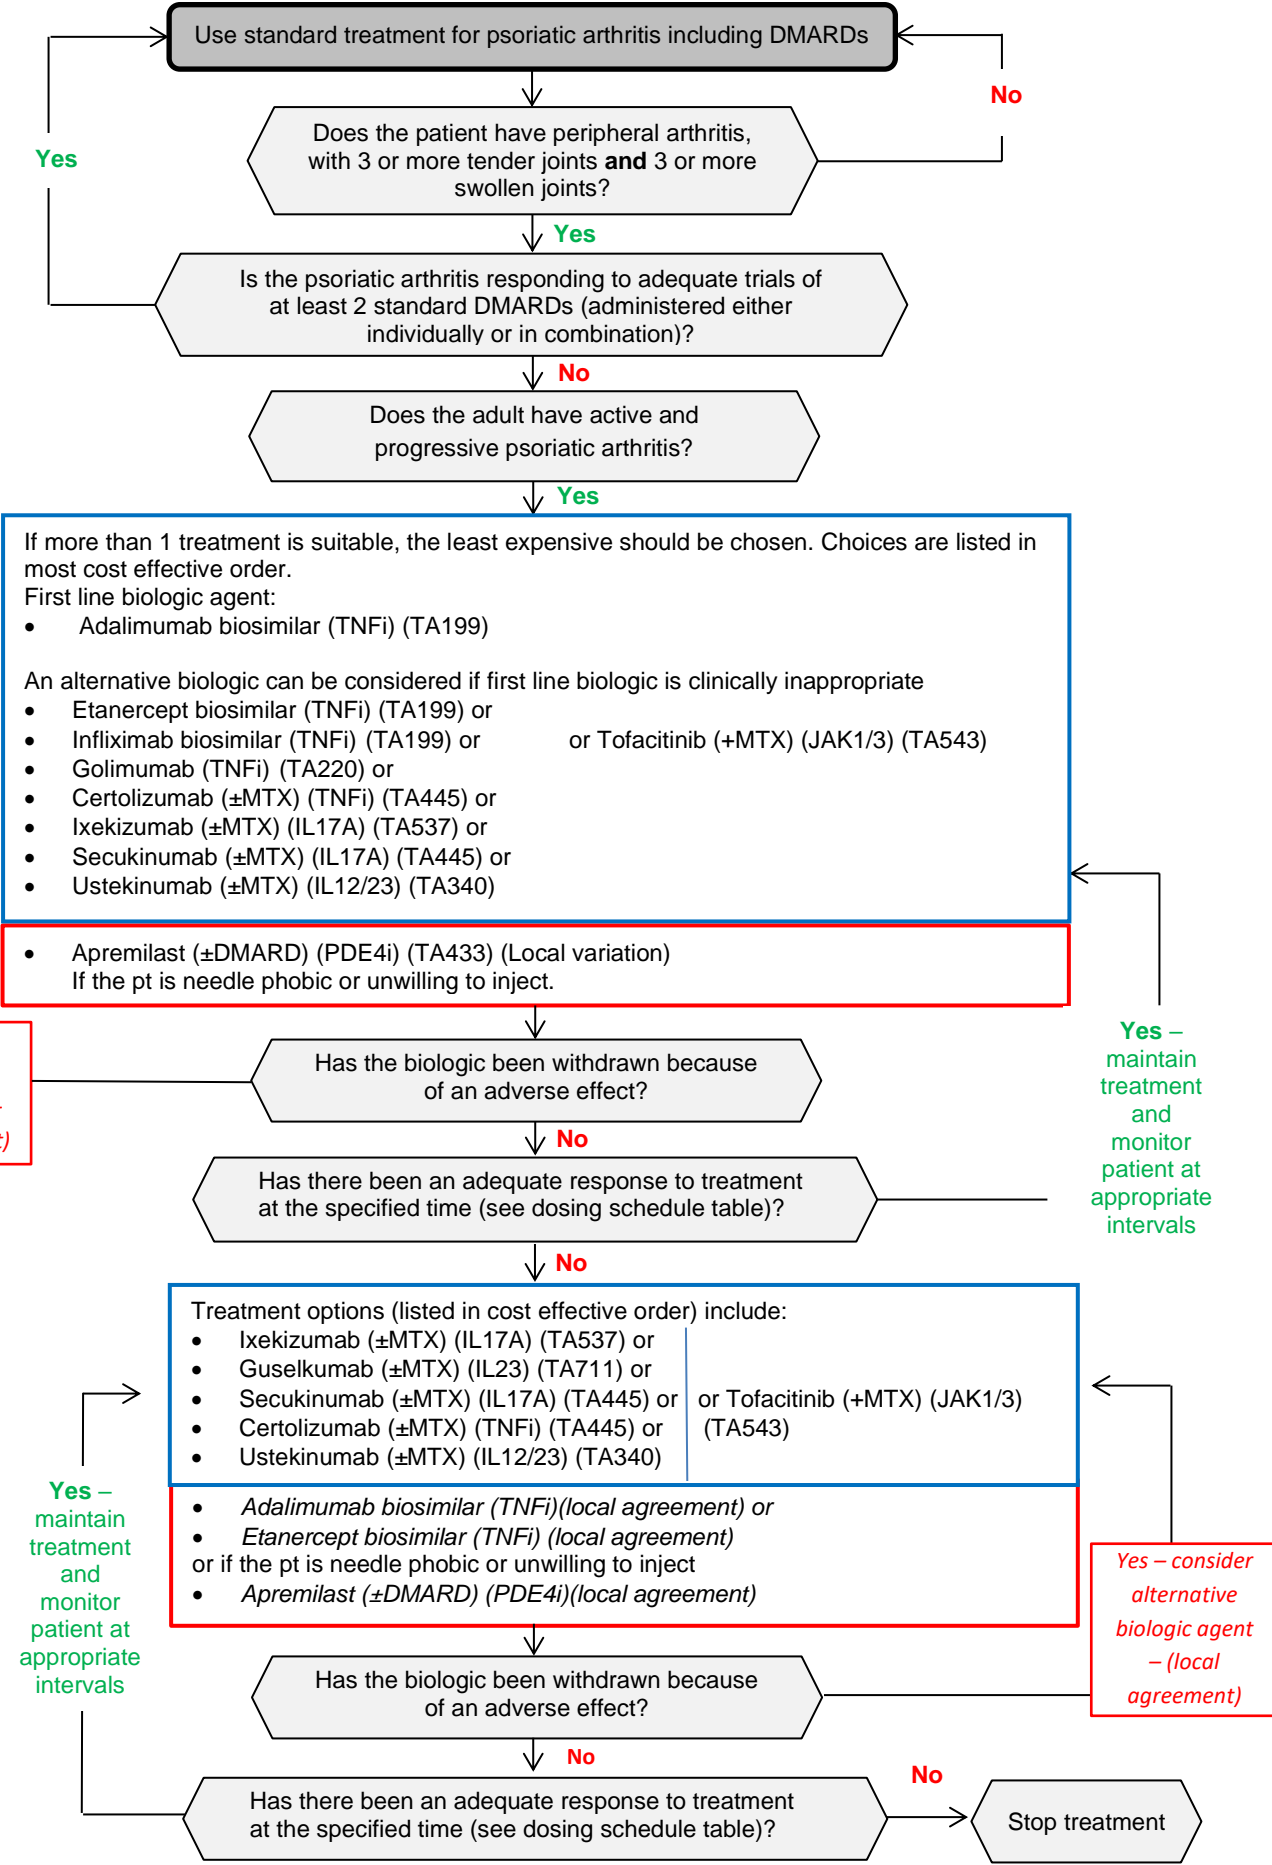 Use standard treatment for psoriatic arthritis including DMARDs
No
Does the patient have peripheral arthritis,
with 3 or more tender joints and 3 or more
swollen joints?
Yes
Yes
Is the psoriatic arthritis responding to adequate trials of
at least 2 standard DMARDs (administered either
individually or in combination)?
No
Does the adult have active and
progressive psoriatic arthritis?
Yes
If more than 1 treatment is suitable, the least expensive should be chosen. Choices are listed in
most cost effective order.
First line biologic agent:
• Adalimumab biosimilar (TNFi) (TA199)
An alternative biologic can be considered if first line biologic is clinically inappropriate
• Etanercept biosimilar (TNFi) (TA199) or
• Infliximab biosimilar (TNFi) (TA199) or or Tofacitinib (+MTX) (JAK1/3) (TA543)
• Golimumab (TNFi) (TA220) or
• Certolizumab (±MTX) (TNFi) (TA445) or
• Ixekizumab (±MTX) (IL17A) (TA537) or
• Secukinumab (±MTX) (IL17A) (TA445) or
• Ustekinumab (±MTX) (IL12/23) (TA340)
• Apremilast (±DMARD) (PDE4i) (TA433) (Local variation)
If the pt is needle phobic or unwilling to inject.
Has the biologic been withdrawn because
of an adverse effect?
No
Yes –
maintain
treatment
and
monitor
patient at
appropriate
intervals
Has there been an adequate response to treatment
at the specified time (see dosing schedule table)?
No
Treatment options (listed in cost effective order) include:
• Ixekizumab (±MTX) (IL17A) (TA537) or
• Guselkumab (±MTX) (IL23) (TA711) or
• Secukinumab (±MTX) (IL17A) (TA445) or or Tofacitinib (+MTX) (JAK1/3)
• Certolizumab (±MTX) (TNFi) (TA445) or (TA543)
• Ustekinumab (±MTX) (IL12/23) (TA340)
• Adalimumab biosimilar (TNFi)(local agreement) or
• Etanercept biosimilar (TNFi) (local agreement)
or if the pt is needle phobic or unwilling to inject
• Apremilast (±DMARD) (PDE4i)(local agreement)
Yes –
maintain
treatment
and
monitor
patient at
appropriate
intervals
Yes – consider
alternative
biologic agent
– (local
agreement)
Has the biologic been withdrawn because
of an adverse effect?
No
Has there been an adequate response to treatment
at the specified time (see dosing schedule table)?
No
Stop treatment